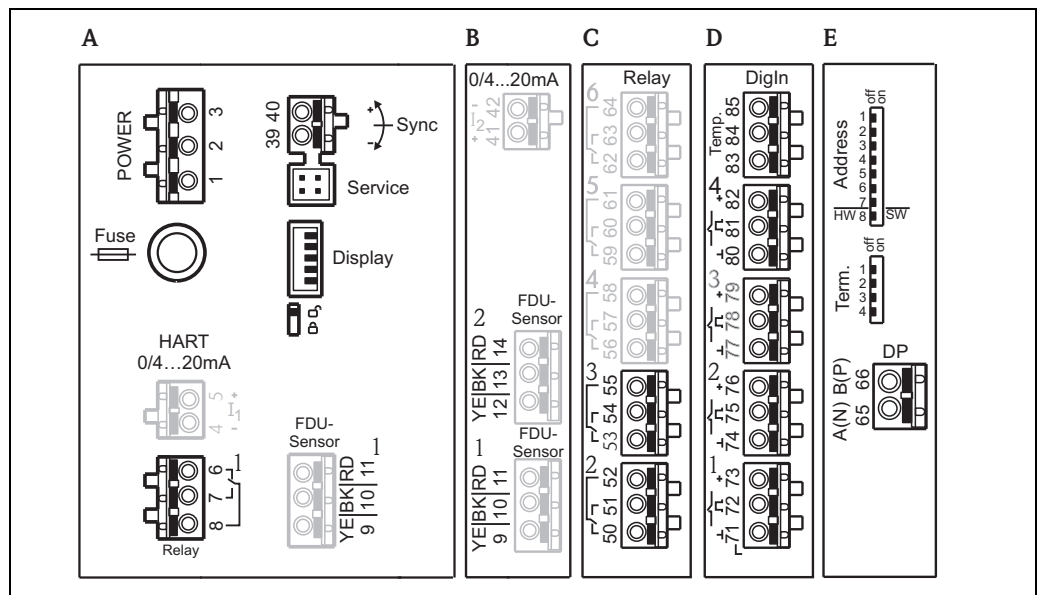 A
B
C
D
E
POWER
3
2
1
39 40
+
-
Sync
Service
Fuse
Display
HART
0/4...20mA
5
4
+
I1
-
6
7
8
1
Relay
FDU-
Sensor
1
YE|BK|RD
9 |10| 11
0/4...20mA
-
I2
+
41 42
2
FDU-
Sensor
YE|BK|RD
12 |13| 14
1
FDU-
Sensor
YE|BK|RD
9 |10| 11
Relay
6
62 63 64
5
59 60 61
4
56 57 58
3
53 54 55
2
50 51 52
DigIn
Temp.
83 84 85
4
+
80 81 82
3
+
77 78 79
2
+
74 75 76
1
+
71 72 73
L
off
on
Address
1
2
3
4
5
6
7
HW 8 SW
off
on
Term.
1
2
3
4
DP
A(N) B(P)
65 66